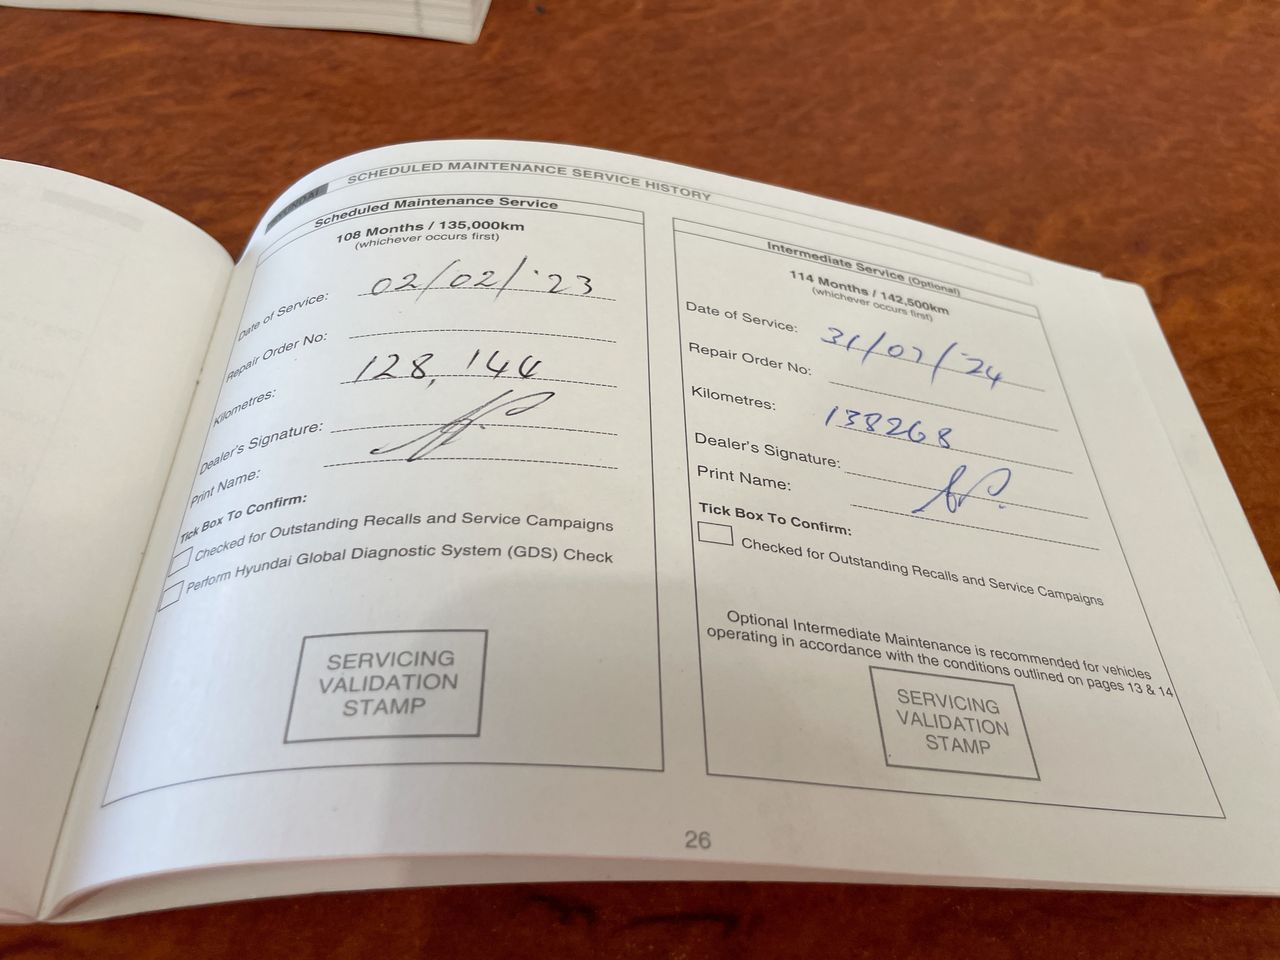 HYUNDAI
SCHEDULED MAINTENANCE SERVICE HISTORY
Scheduled Maintenance Service
108 Months / 135,000km
(whichever occurs first)
Date of Service: 02/02/'23
Repair Order No:
Kilometres: 128,144
Dealer's Signature:
Print Name:
Tick Box To Confirm:
Checked for Outstanding Recalls and Service Campaigns
Perform Hyundai Global Diagnostic System (GDS) Check
SERVICING
VALIDATION
STAMP
Intermediate Service (Optional)
114 Months / 142,500km
(whichever occurs first)
Date of Service: 31/07/'24
Repair Order No:
Kilometres: 138268
Dealer's Signature:
Print Name:
Tick Box To Confirm:
Checked for Outstanding Recalls and Service Campaigns
Optional Intermediate Maintenance is recommended for vehicles
operating in accordance with the conditions outlined on pages 13 & 14
SERVICING
VALIDATION
STAMP
26